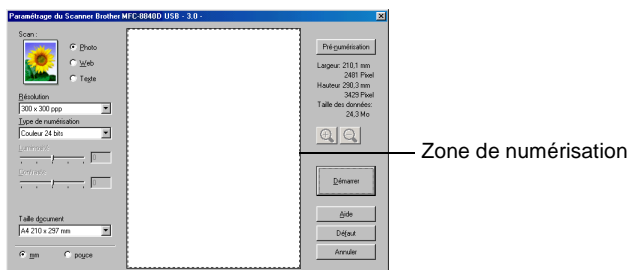 Paramétrage du Scanner Brother MFC-8840D USB - 3.0 -
Scan :
Photo
Web
Texte
Résolution
300 x 300 ppp
Type de numérisation
Couleur 24 bits
Luminosité
0
Contraste
0
Taille document
A4 210 x 297 mm
mm
pouce
Pré-numérisation
Largeur: 210,1 mm
2481 Pixel
Hauteur 290,3 mm
3429 Pixel
Taille des données:
24,3 Mo
Démarrer
Aide
Défaut
Annuler
Zone de numérisation